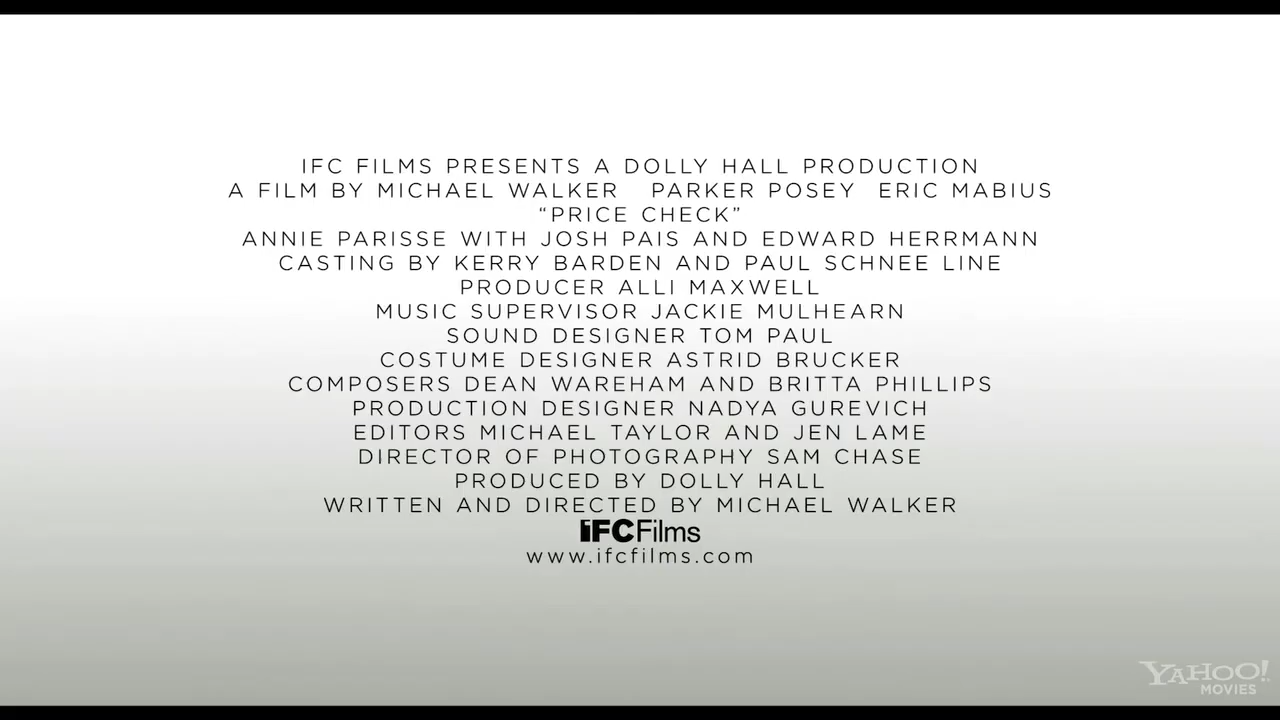 IFC FILMS PRESENTS A DOLLY HALL PRODUCTION
A FILM BY MICHAEL WALKER PARKER POSEY ERIC MABIUS
“PRICE CHECK”
ANNIE PARISSE WITH JOSH PAIS AND EDWARD HERRMANN
CASTING BY KERRY BARDEN AND PAUL SCHNEE LINE
PRODUCER ALLI MAXWELL
MUSIC SUPERVISOR JACKIE MULHEARN
SOUND DESIGNER TOM PAUL
COSTUME DESIGNER ASTRID BRUCKER
COMPOSERS DEAN WAREHAM AND BRITTA PHILLIPS
PRODUCTION DESIGNER NADYA GUREVICH
EDITORS MICHAEL TAYLOR AND JEN LAME
DIRECTOR OF PHOTOGRAPHY SAM CHASE
PRODUCED BY DOLLY HALL
WRITTEN AND DIRECTED BY MICHAEL WALKER
iFCFilms
www.ifcfilms.com
YAHOO!
MOVIES